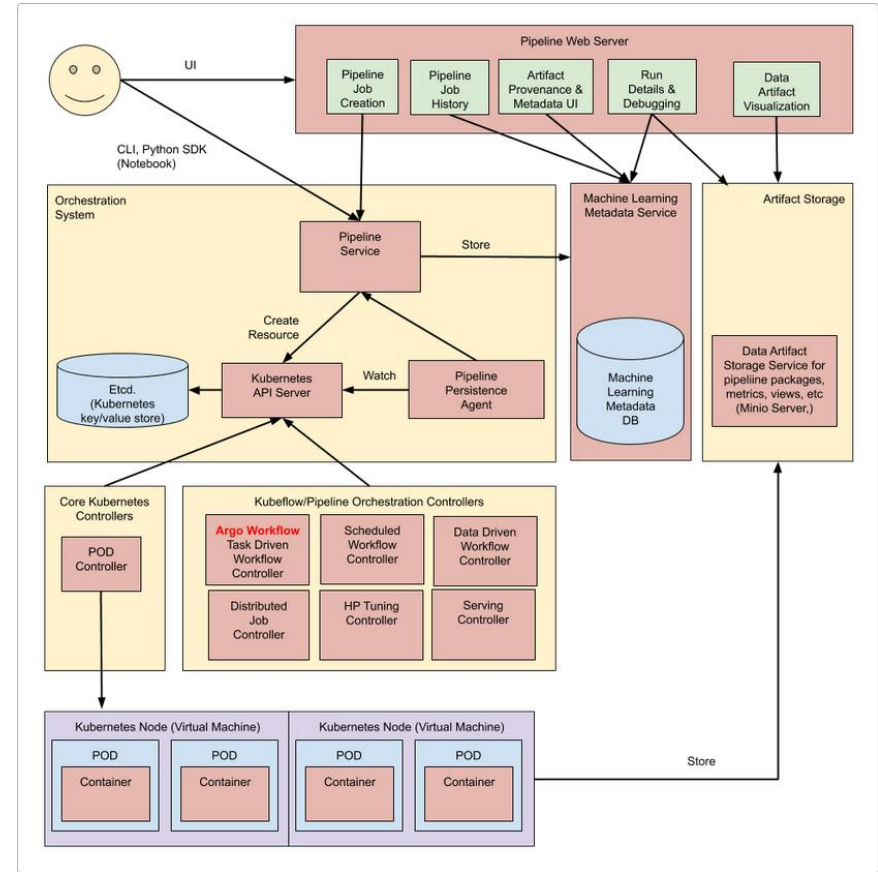 Pipeline Web Server
UI
Pipeline
Job
Creation
Pipeline
Job
History
Artifact
Provenance &
Metadata UI
Run
Details &
Debugging
Data
Artifact
Visualization
CLI, Python SDK
(Notebook)
Orchestration
System
Pipeline
Service
Store
Machine Learning
Metadata Service
Artifact Storage
Create
Resource
Etcd.
(Kubernetes
key/value store)
Kubernetes
API Server
Watch
Pipeline
Persistence
Agent
Machine
Learning
Metadata
DB
Data Artifact
Storage Service for
pipeliine packages,
metrics, views, etc
(Minio Server,)
Core Kubernetes
Controllers
POD
Controller
Kubeflow/Pipeline Orchestration Controllers
Argo Workflow
Task Driven
Workflow
Controller
Scheduled
Workflow
Controller
Data Driven
Workflow
Controller
Distributed
Job
Controller
HP Tuning
Controller
Serving
Controller
Kubernetes Node (Virtual Machine)
Kubernetes Node (Virtual Machine)
POD
Container
POD
Container
POD
Container
POD
Container
Store